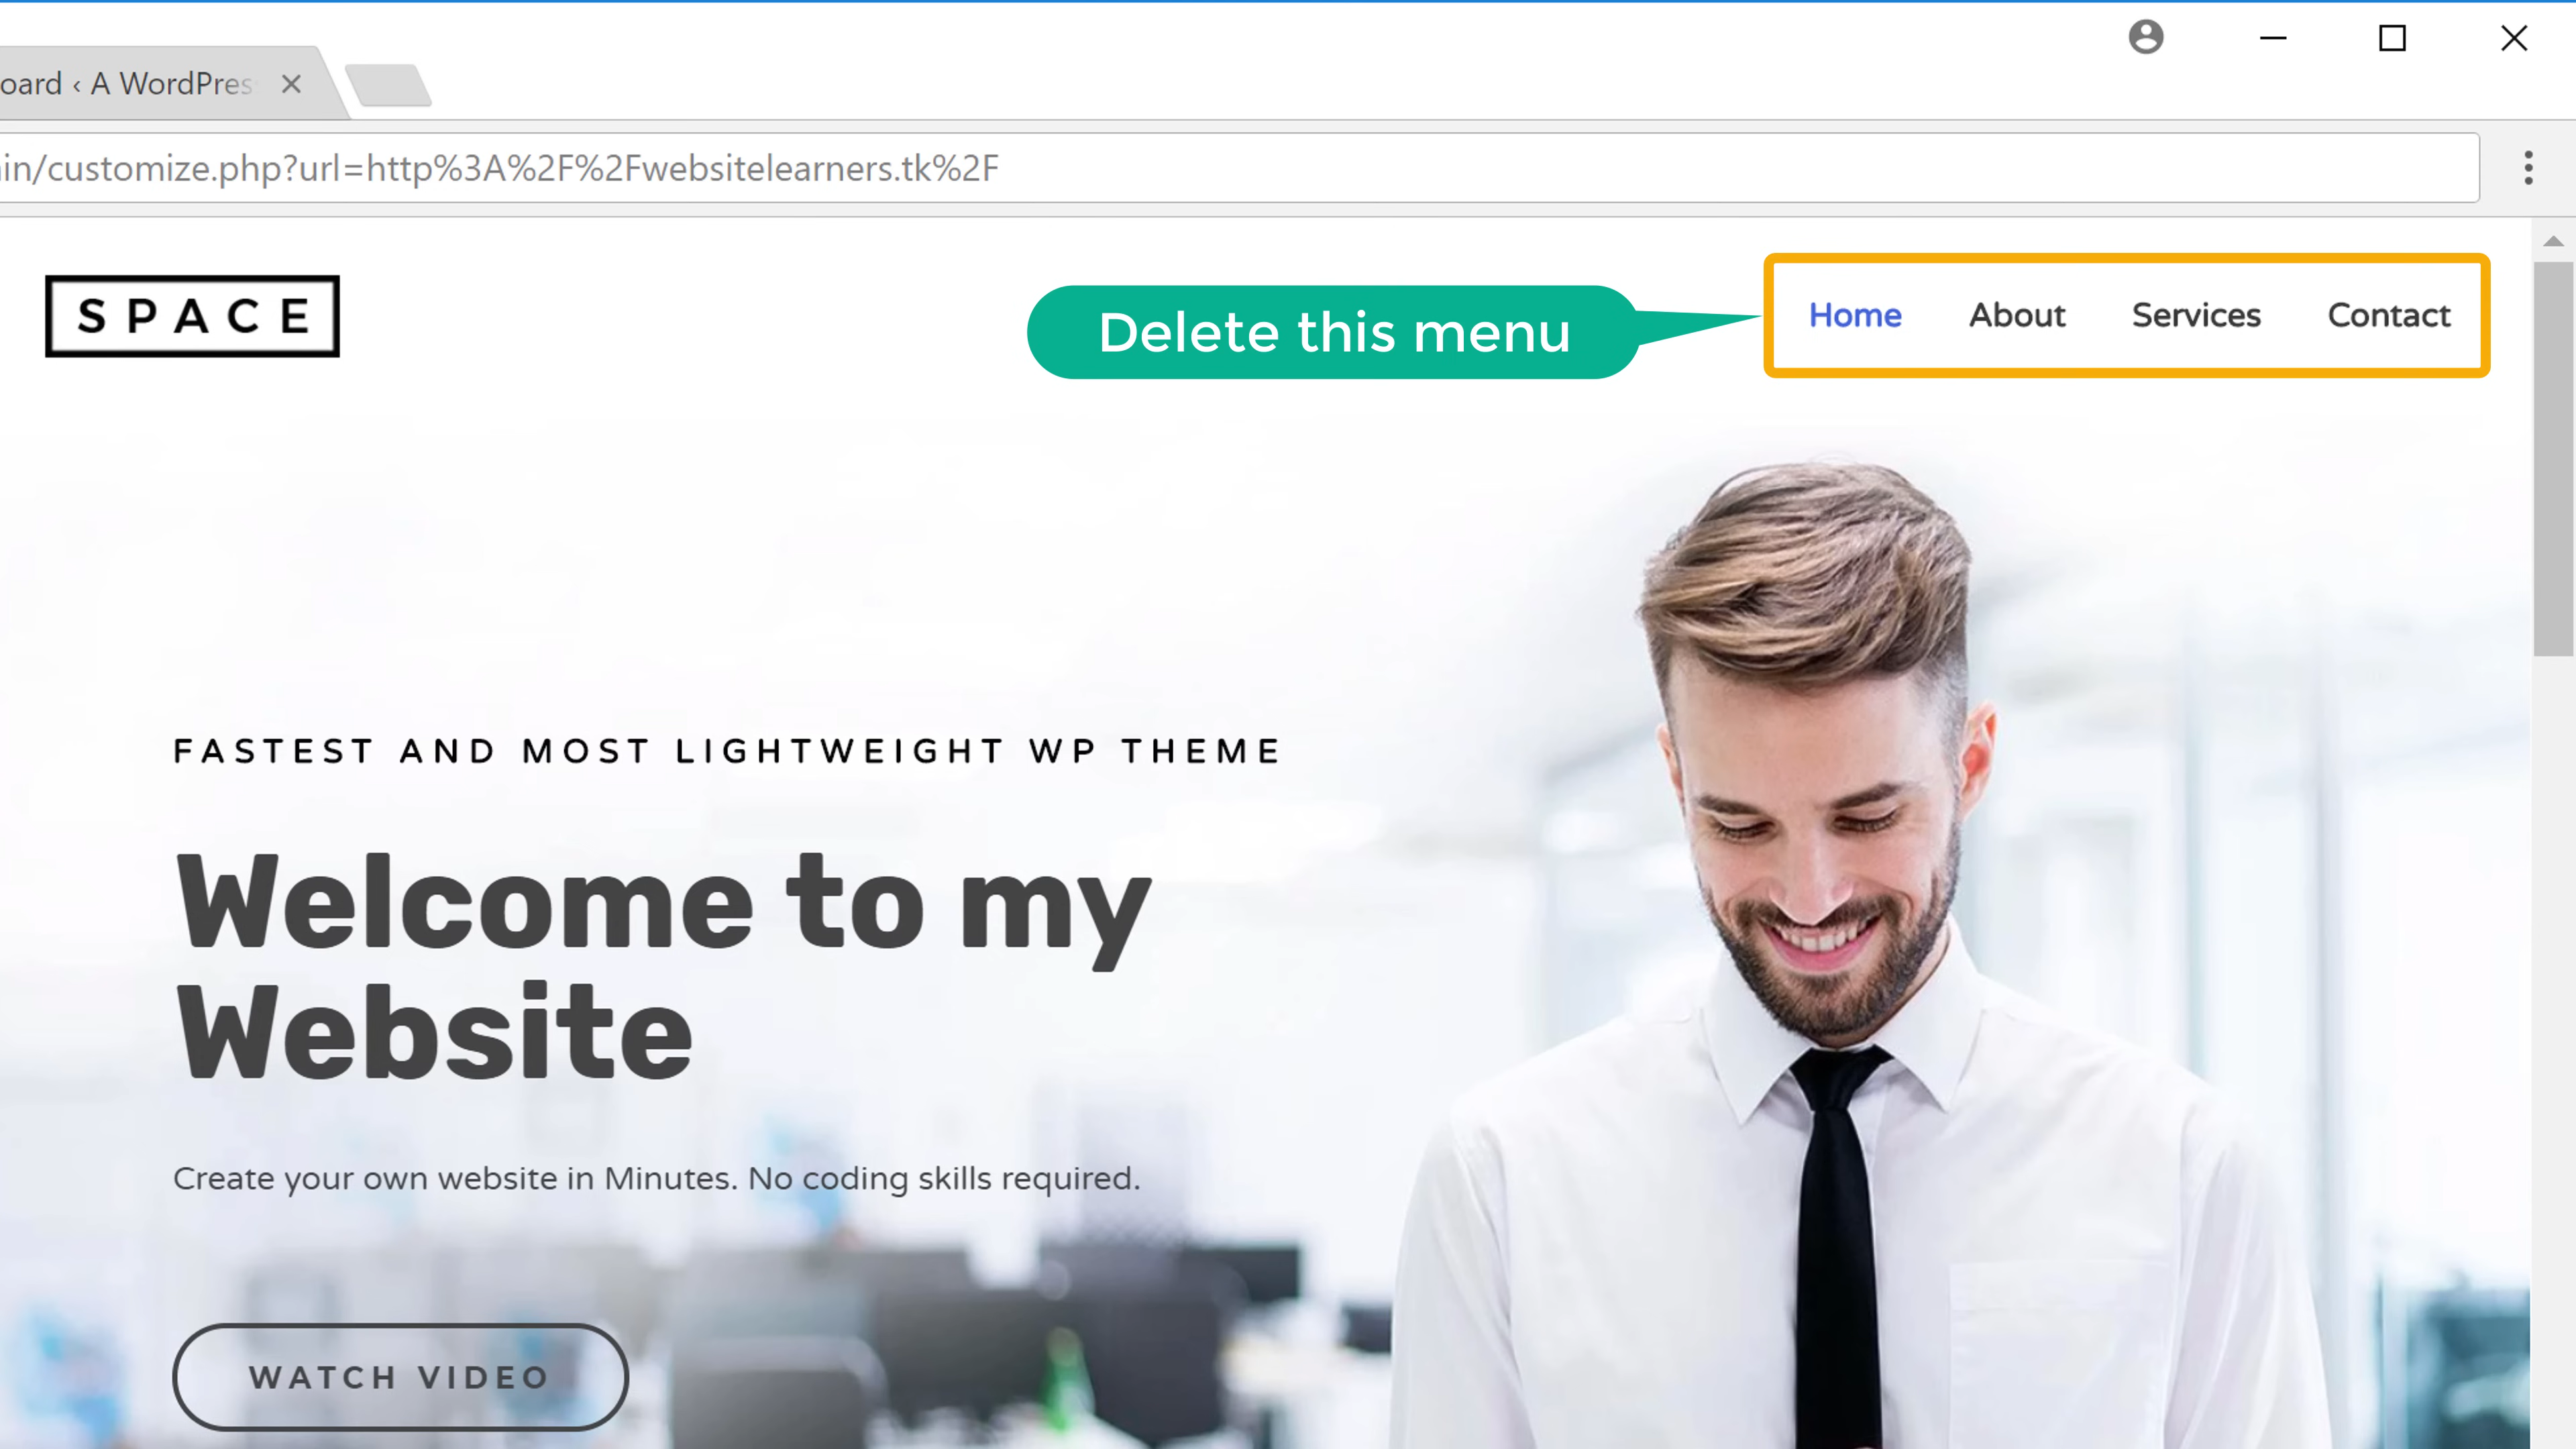 oard ‹ A WordPres
in/customize.php?url=http%3A%2F%2Fwebsitelearners.tk%2F
SPACE
Delete this menu
Home About Services Contact
FASTEST AND MOST LIGHTWEIGHT WP THEME
Welcome to my
Website
Create your own website in Minutes. No coding skills required.
WATCH VIDEO